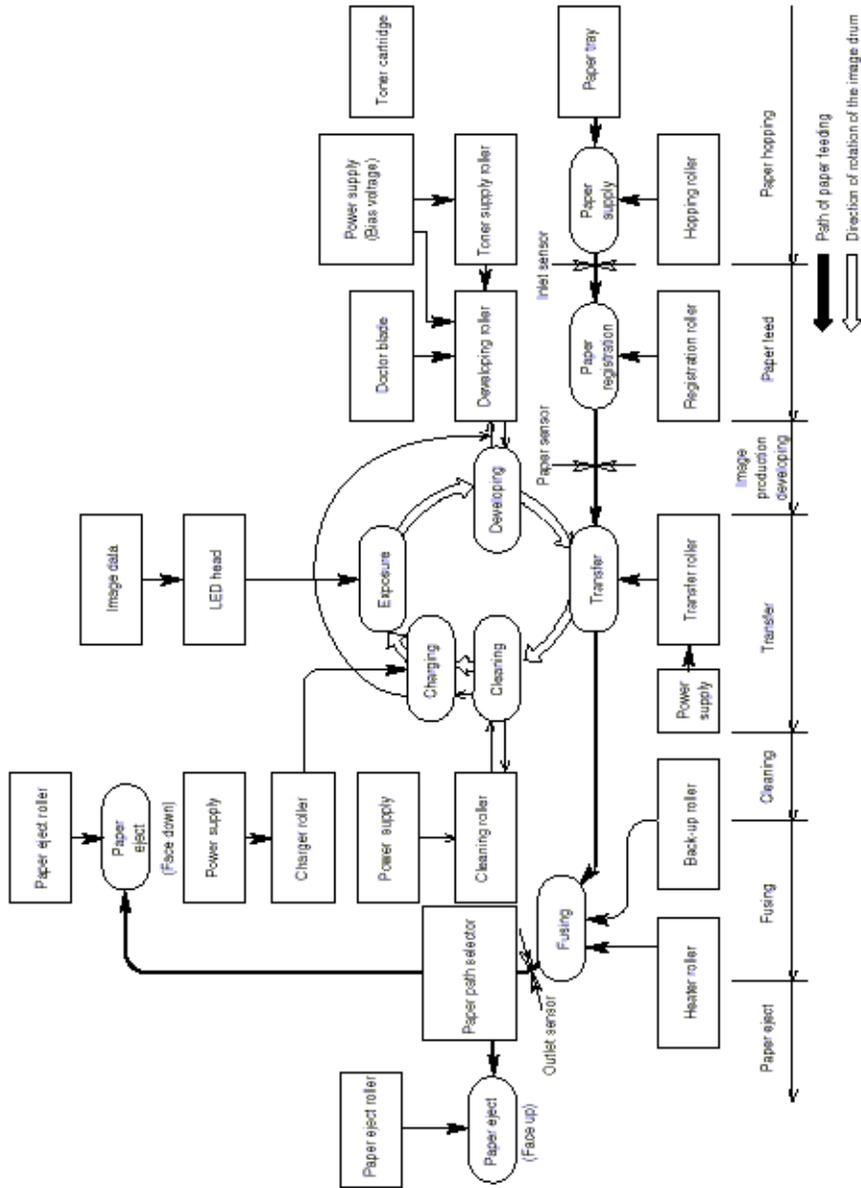 Paper eject roller
Paper
eject
(Face down)
Power supply
Charger roller
Power supply
Cleaning roller
Paper path selector
Outlet sensor
Paper eject roller
Paper eject
(Face up)
Image data
LED head
Exposure
Charging
Cleaning
Developing
Transfer
Fusing
Toner cartridge
Power supply
(Bias voltage)
Toner supply roller
Doctor blade
Developing roller
Inlet sensor
Paper sensor
Paper tray
Paper
supply
Hopping roller
Paper
registration
Registration roller
Transfer roller
Power
supply
Back-up roller
Heater roller
Paper eject
Fusing
Cleaning
Transfer
Image
production
developing
Paper feed
Paper hopping
Path of paper feeding
Direction of rotation of the image drum